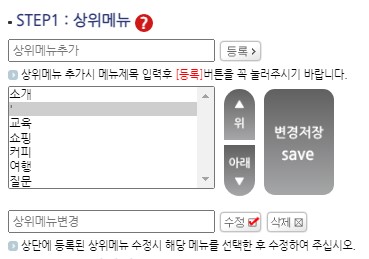 STEP1 : 상위메뉴 ?
상위메뉴추가 등록 >
상위메뉴 추가시 메뉴제목 입력후 [등록]버튼을 꼭 눌러주시기 바랍니다.
소개
'
교육
쇼핑
커피
여행
질문
▲
위
아래
▼
변경저장
save
상위메뉴변경 수정 삭제
상단에 등록된 상위메뉴 수정시 해당 메뉴를 선택한 후 수정하여 주십시오.